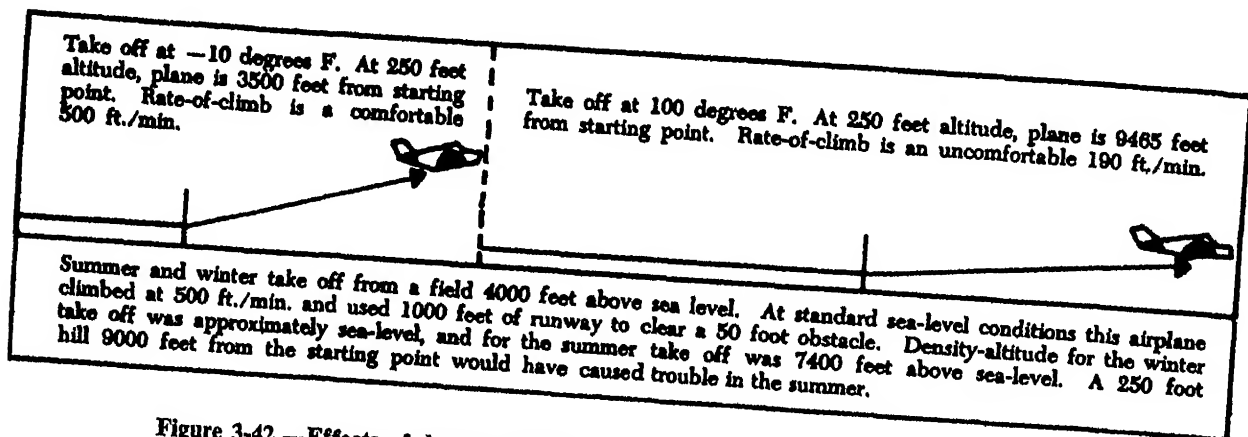 Take off at —10 degrees F. At 250 feet
altitude, plane is 3500 feet from starting
point. Rate-of-climb is a comfortable
500 ft./min.
Take off at 100 degrees F. At 250 feet altitude, plane is 9465 feet
from starting point. Rate-of-climb is an uncomfortable 190 ft./min.
Summer and winter take off from a field 4000 feet above sea level. At standard sea-level conditions this airplane
climbed at 500 ft./min. and used 1000 feet of runway to clear a 50 foot obstacle. Density-altitude for the winter
take off was approximately sea-level, and for the summer take off was 7400 feet above sea-level. A 250 foot
hill 9000 feet from the starting point would have caused trouble in the summer.
Figure 3-42.—Effects of